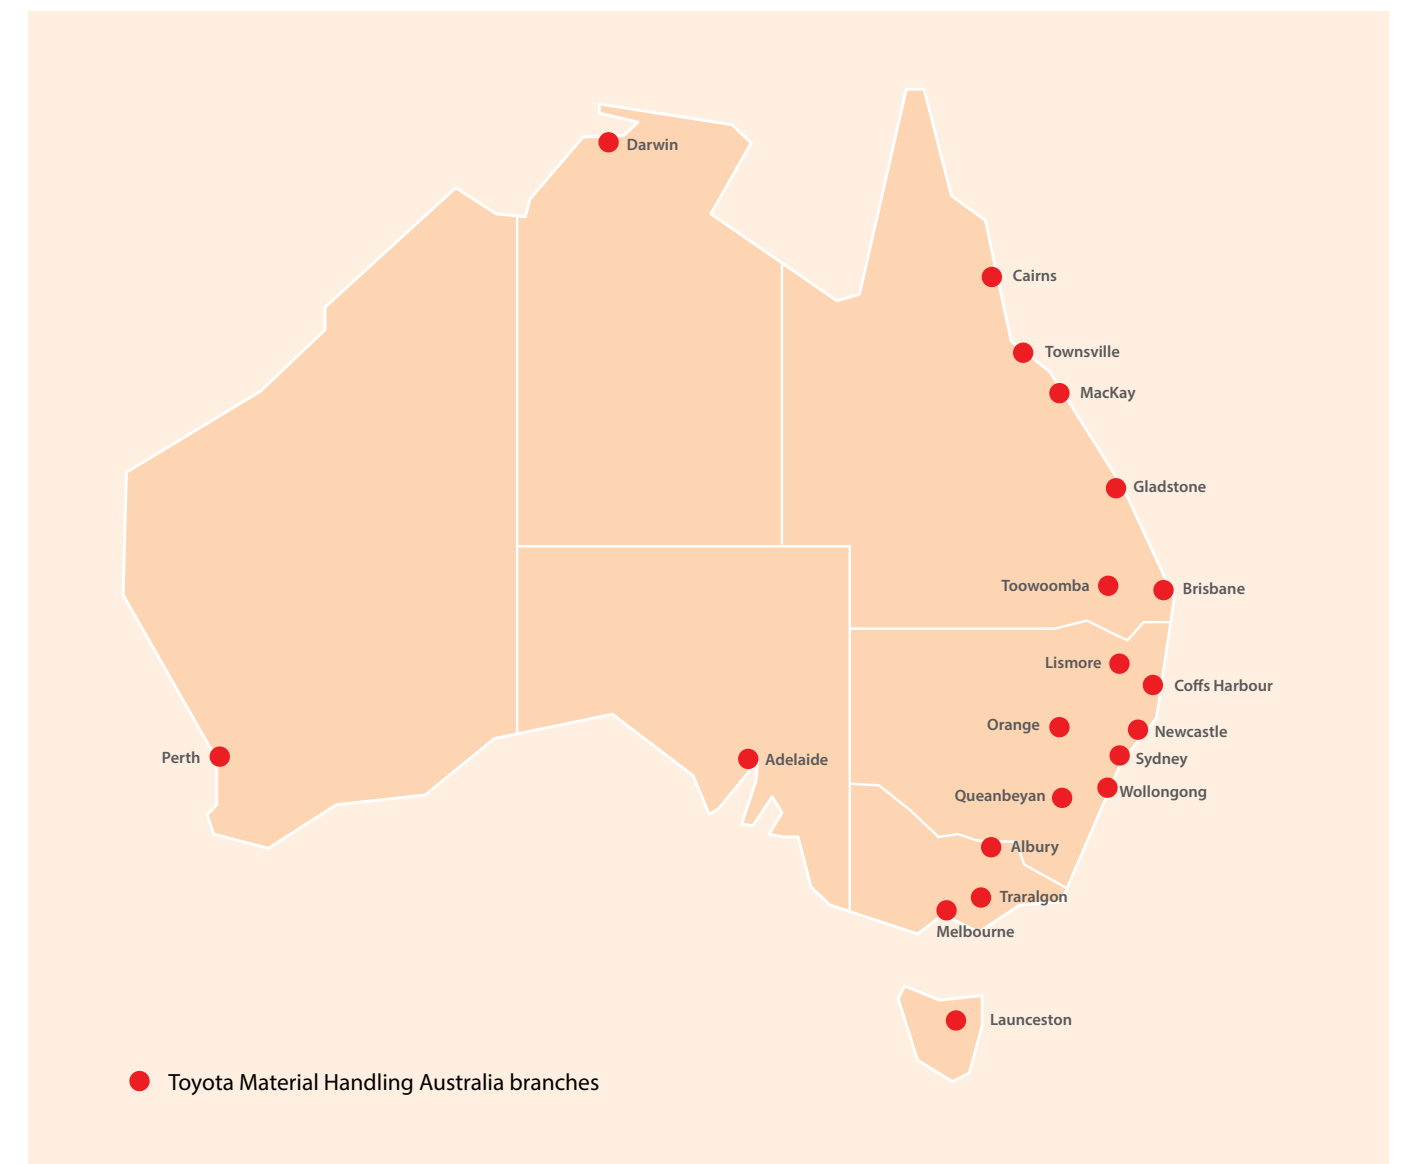 Darwin
Cairns
Townsville
MacKay
Gladstone
Toowoomba
Brisbane
Lismore
Coffs Harbour
Orange
Newcastle
Sydney
Perth
Adelaide
Wollongong
Queanbeyan
Albury
Traralgon
Melbourne
Launceston
Toyota Material Handling Australia branches